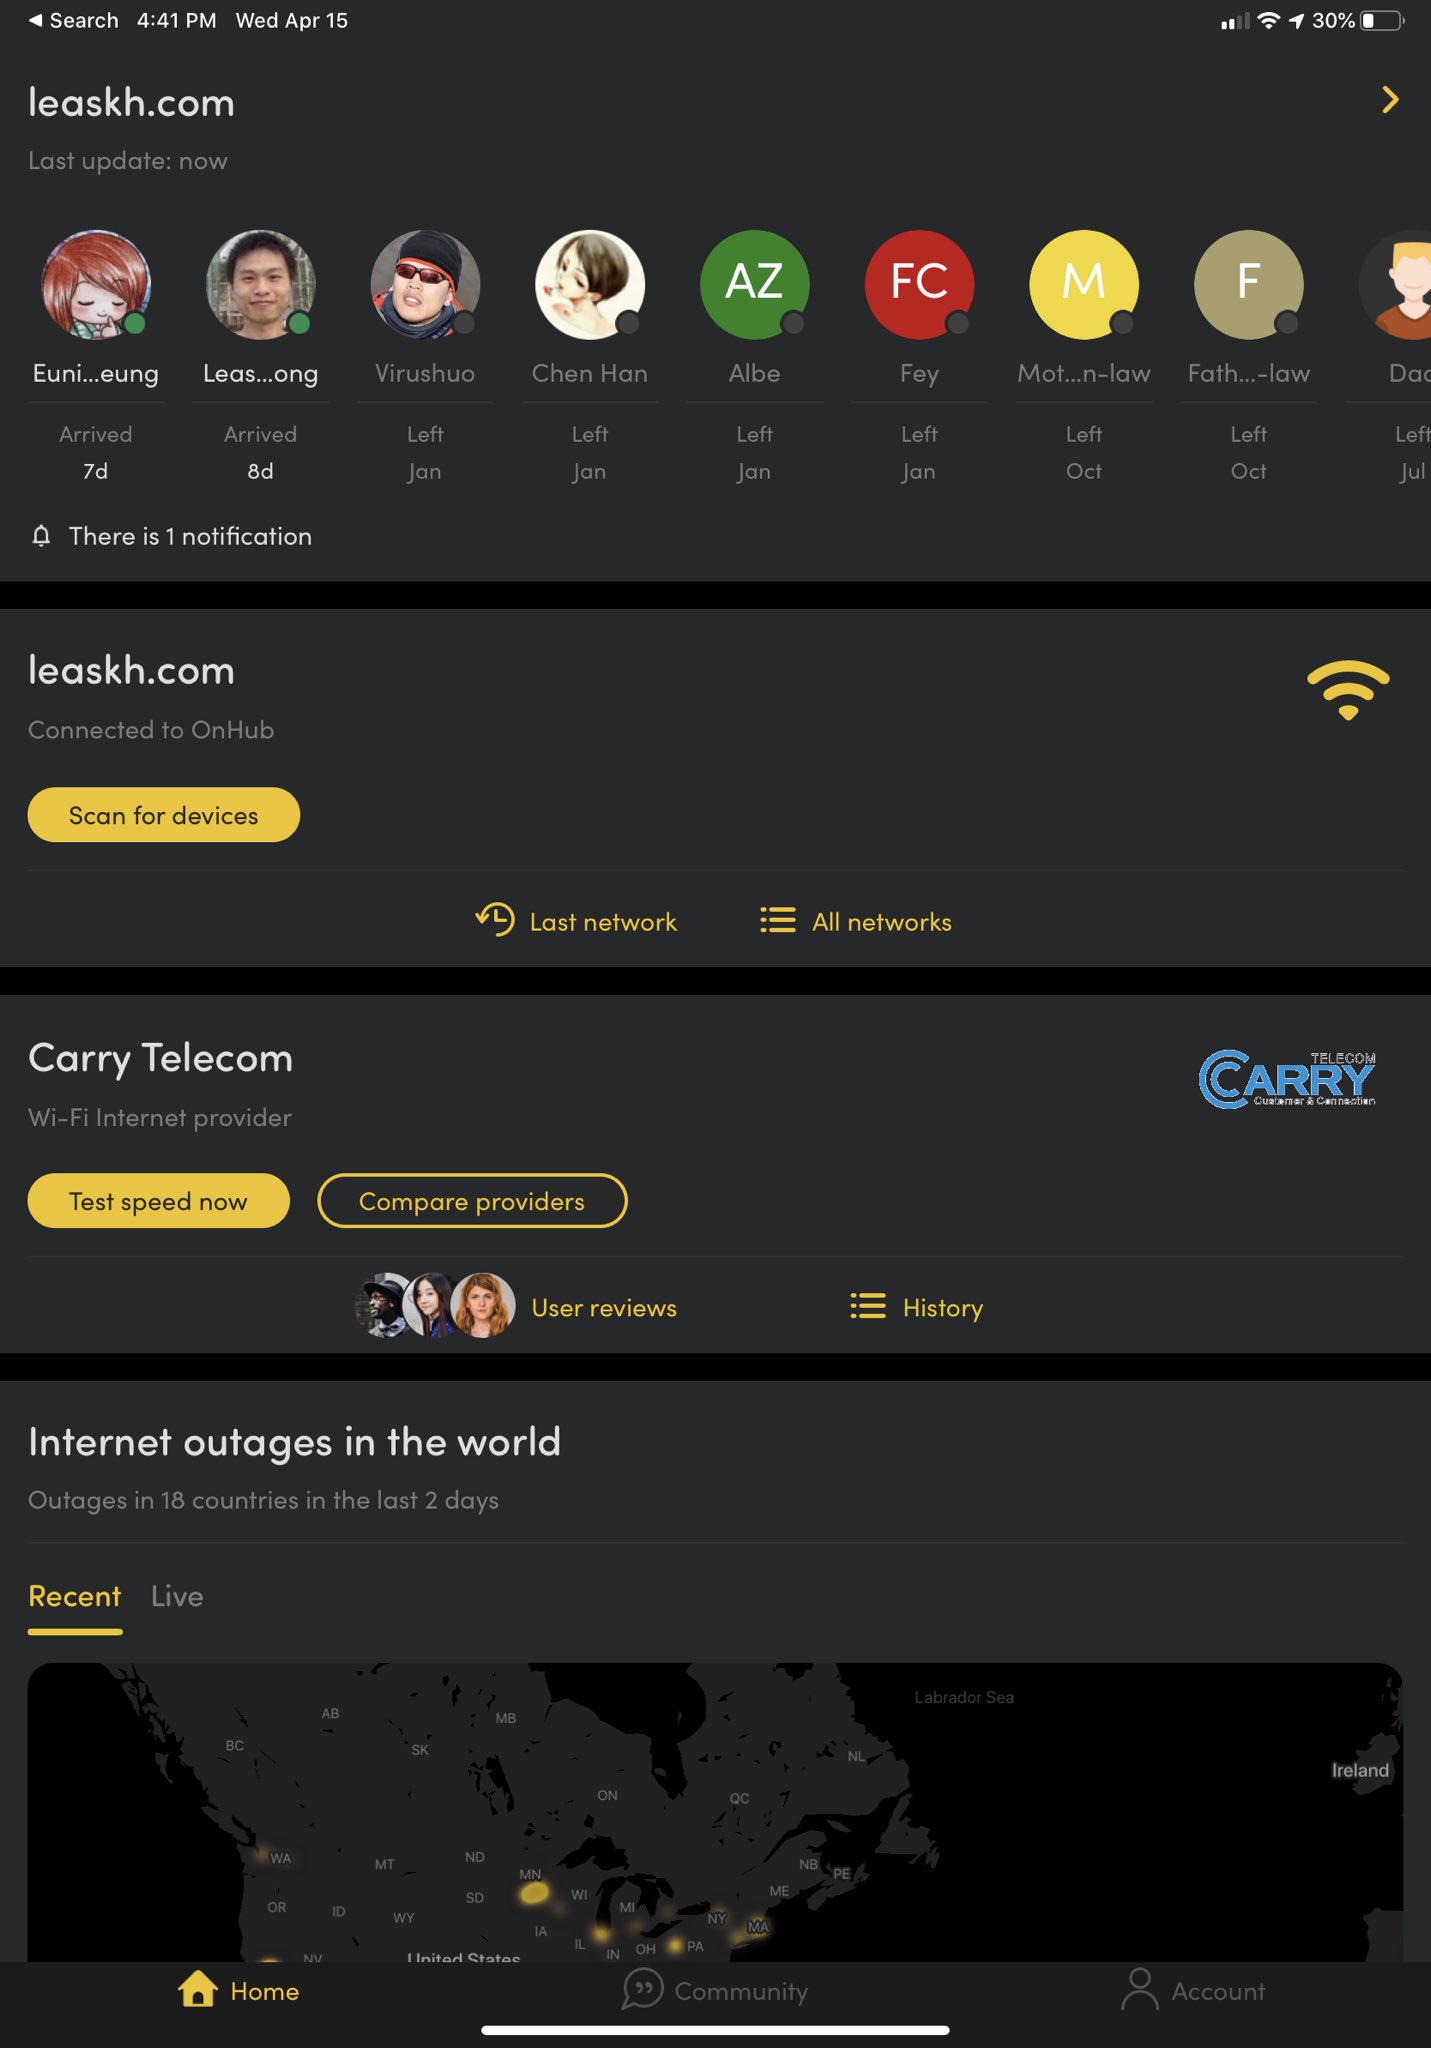 Search 4:41 PM Wed Apr 15 30%
leaskh.com
Last update: now
AZ FC M F
Euni...eung Leas...ong Virushuo Chen Han Albe Fey Mot...n-law Fath...-law Dad
Arrived Arrived Left Left Left Left Left Left Left
7d 8d Jan Jan Jan Jan Oct Oct Jul
There is 1 notification
leaskh.com
Connected to OnHub
Scan for devices
Last network All networks
Carry Telecom
TELECOM
CARRY
Customer & Connection
Wi-Fi Internet provider
Test speed now Compare providers
User reviews History
Internet outages in the world
Outages in 18 countries in the last 2 days
Recent Live
Labrador Sea
AB MB
BC SK NL
Ireland
ON QC
WA MT ND MN NB PE
OR ID WY SD WI MI ME
IA NY MA
NV United States IL IN OH PA
Home Community Account